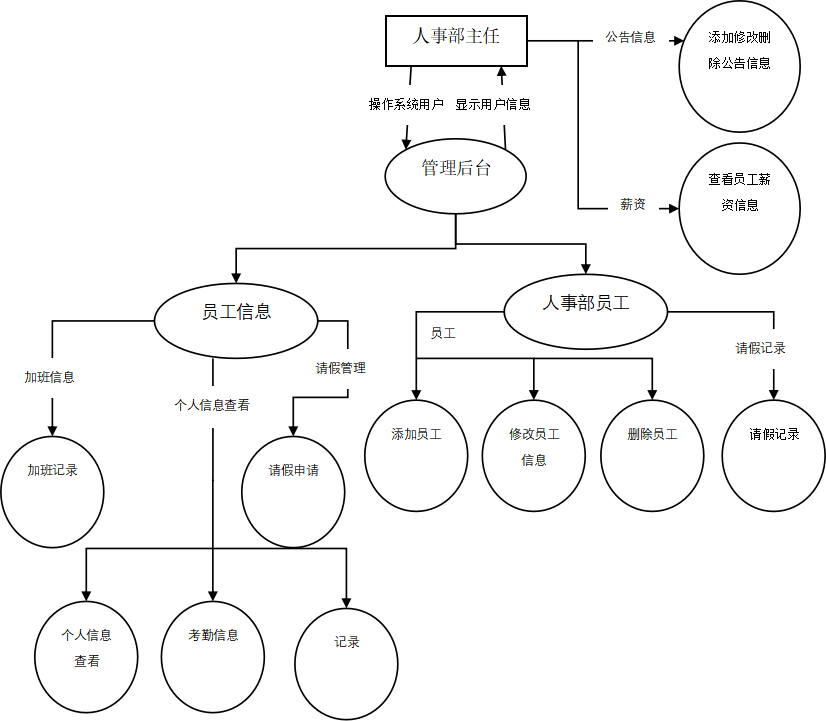 人事部主任
公告信息
添加修改删
除公告信息
操作系统用户
显示用户信息
管理后台
薪资
查看员工薪
资信息
员工信息
人事部员工
员工
请假记录
加班信息
请假管理
个人信息查看
加班记录
请假申请
添加员工
修改员工
信息
删除员工
请假记录
个人信息
查看
考勤信息
记录